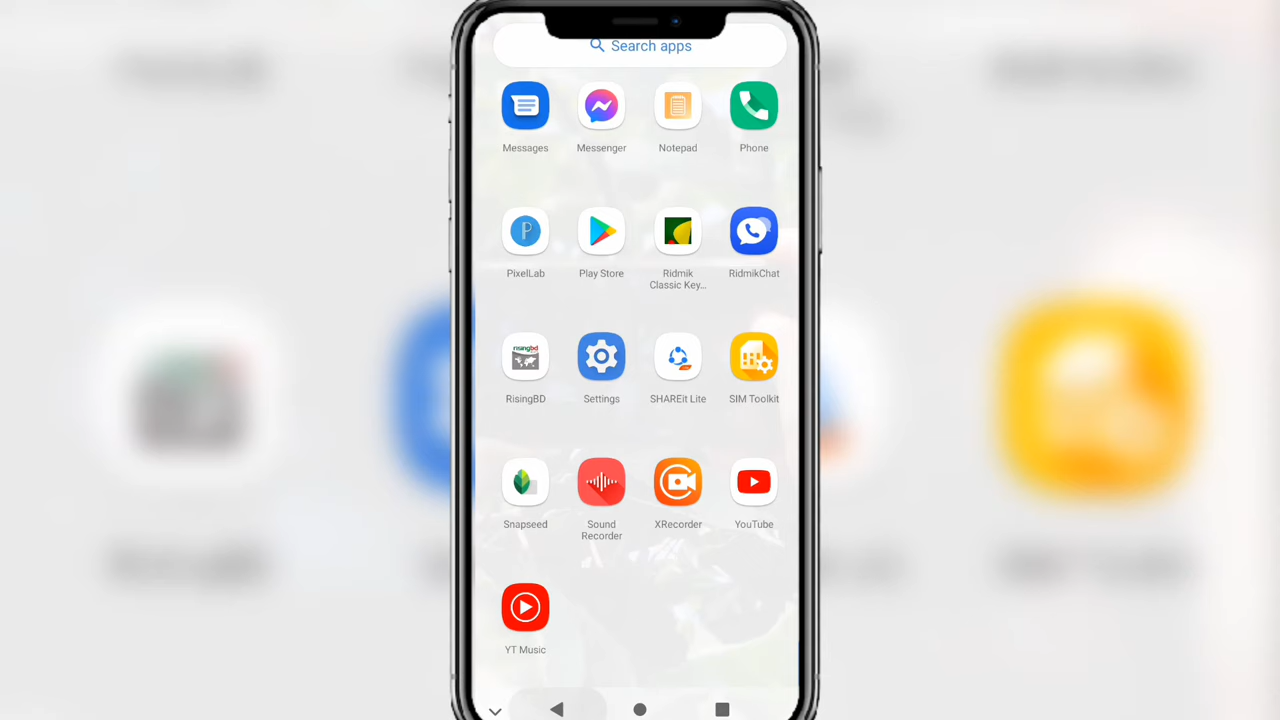 Search apps
Messages
Messenger
Notepad
Phone
PixelLab
Play Store
Ridmik
Classic Key...
RidmikChat
risingbd
RisingBD
Settings
SHAREit Lite
SIM Toolkit
Snapseed
Sound
Recorder
XRecorder
YouTube
YT Music